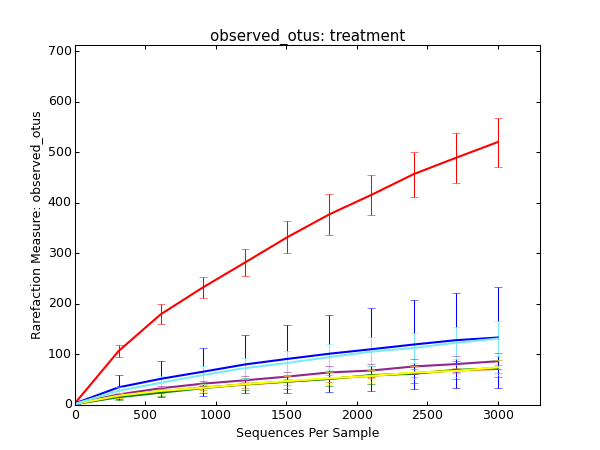 observed_otus: treatment
700
600
500
400
300
200
100
0
0 500 1000 1500 2000 2500 3000
Rarefaction Measure: observed_otus
Sequences Per Sample